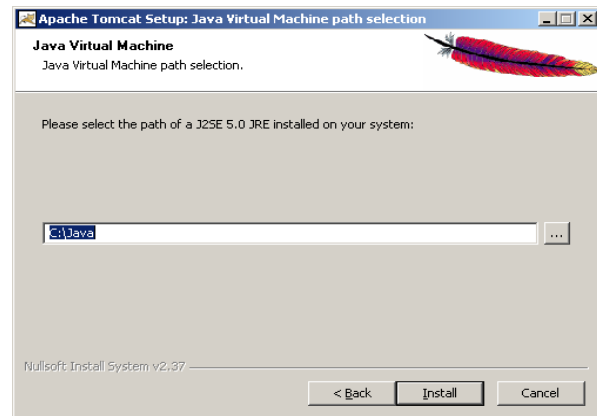 Apache Tomcat Setup: Java Virtual Machine path selection
Java Virtual Machine
Java Virtual Machine path selection.
Please select the path of a J2SE 5.0 JRE installed on your system:
C:\Java
...
Nullsoft Install System v2.37
< Back Install Cancel